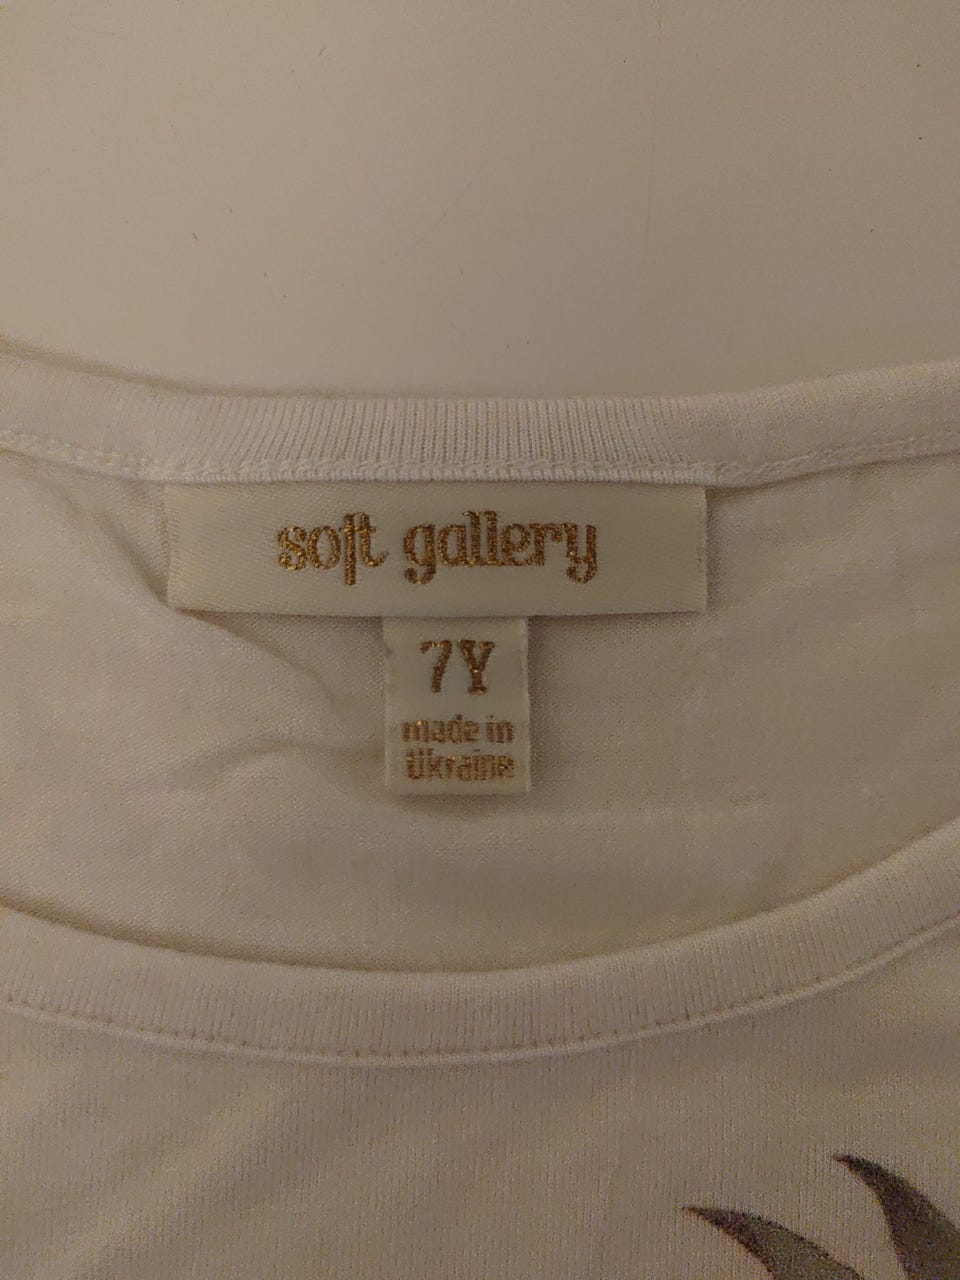 soft gallery
7Y
made in
Ukraine